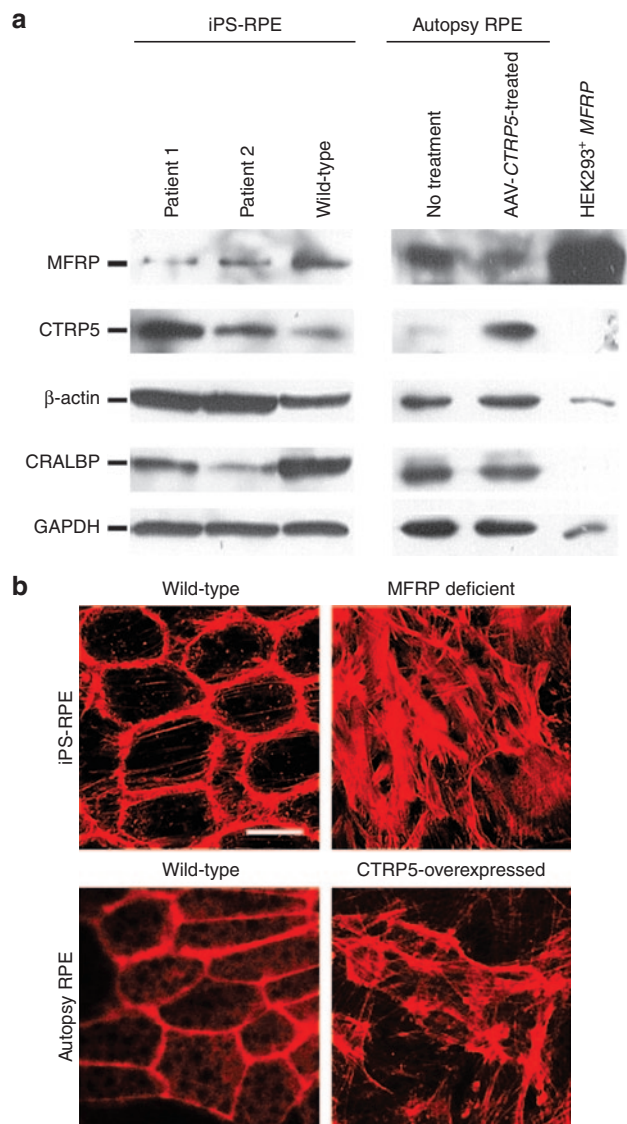 a
iPS-RPE
Autopsy RPE
Patient 1
Patient 2
Wild-type
No treatment
AAV-CTRP5-treated
HEK293⁺ MFRP
MFRP
CTRP5
β-actin
CRALBP
GAPDH
b
Wild-type
MFRP deficient
iPS-RPE
Wild-type
CTRP5-overexpressed
Autopsy RPE